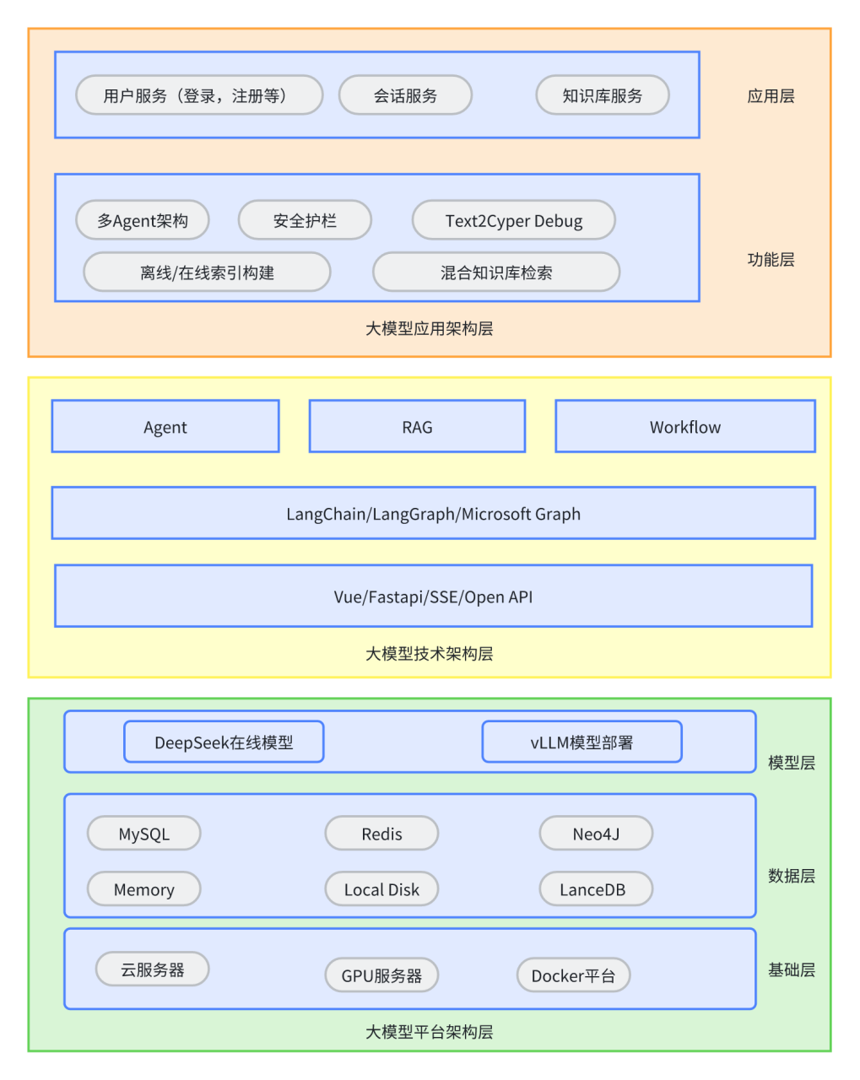 用户服务（登录，注册等）
会话服务
知识库服务
应用层
多Agent架构
安全护栏
Text2Cyper Debug
离线/在线索引构建
混合知识库检索
功能层
大模型应用架构层
Agent
RAG
Workflow
LangChain/LangGraph/Microsoft Graph
Vue/Fastapi/SSE/Open API
大模型技术架构层
DeepSeek在线模型
vLLM模型部署
模型层
MySQL
Redis
Neo4J
Memory
Local Disk
LanceDB
数据层
云服务器
GPU服务器
Docker平台
基础层
大模型平台架构层